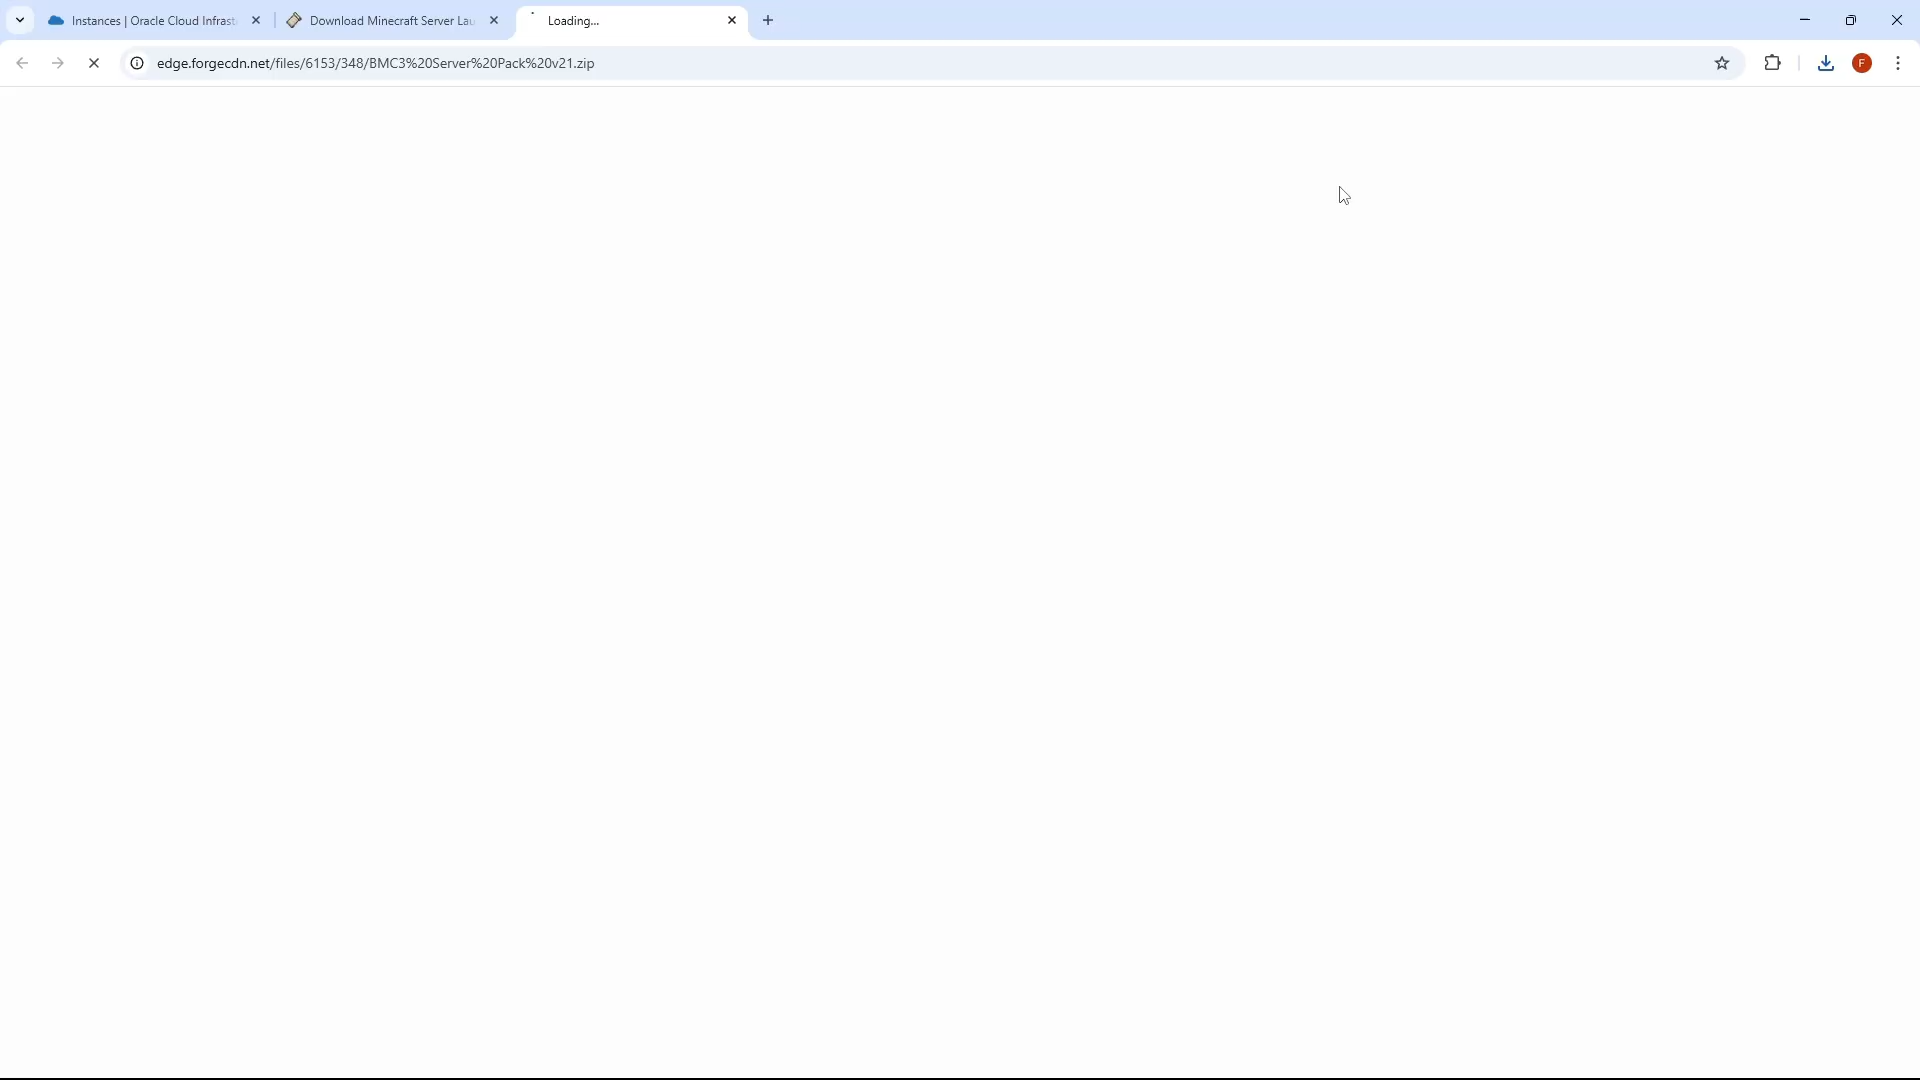 Instances | Oracle Cloud Infrast
Download Minecraft Server Lau
Loading...
edge.forgecdn.net/files/6153/348/BMC3%20Server%20Pack%20v21.zip
F